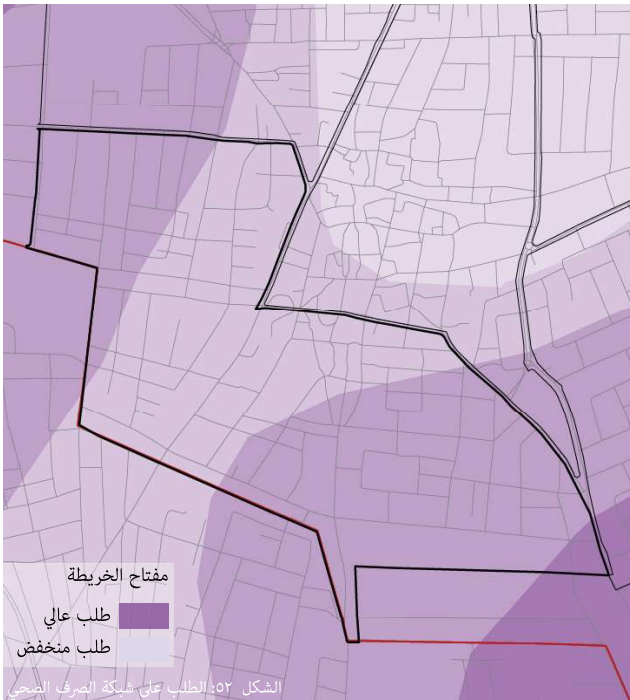 مفتاح الخريطة
طلب عالي
طلب منخفض
الشكل ٥٢: الطلب على شبكة الصرف الصحي